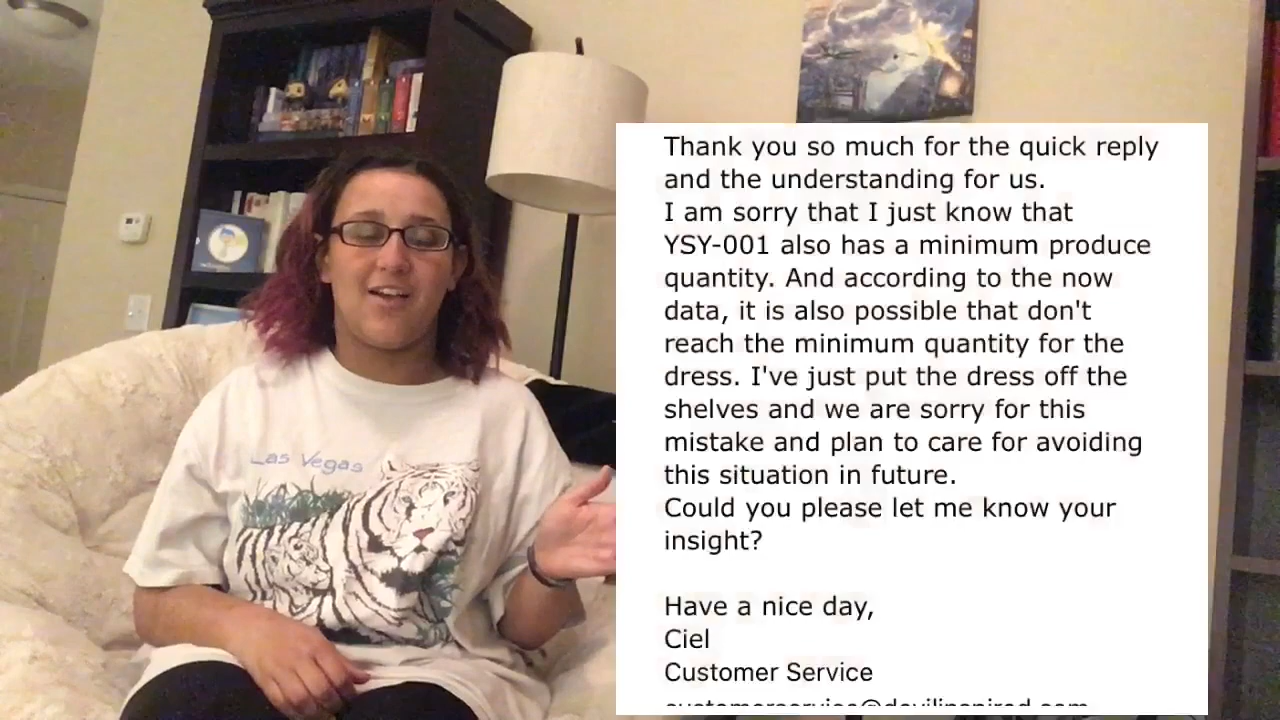 Thank you so much for the quick reply
and the understanding for us.
I am sorry that I just know that
YSY-001 also has a minimum produce
quantity. And according to the now
data, it is also possible that don't
reach the minimum quantity for the
dress. I've just put the dress off the
shelves and we are sorry for this
mistake and plan to care for avoiding
this situation in future.
Could you please let me know your
insight?
Have a nice day,
Ciel
Customer Service
customerservice@devilinspired.com
Las Vegas